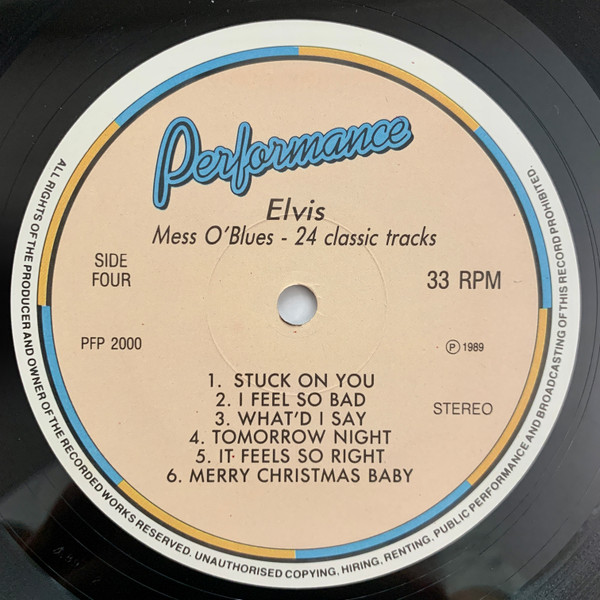 Performance
Elvis
Mess O'Blues - 24 classic tracks
SIDE
FOUR
33 RPM
PFP 2000
Ⓟ 1989
1. STUCK ON YOU
2. I FEEL SO BAD
3. WHAT'D I SAY
STEREO
4. TOMORROW NIGHT
5. IT FEELS SO RIGHT
6. MERRY CHRISTMAS BABY
ALL RIGHTS OF THE PRODUCER AND OWNER OF THE RECORDED WORKS RESERVED. UNAUTHORISED COPYING, HIRING, RENTING, PUBLIC PERFORMANCE AND BROADCASTING OF THIS RECORD PROHIBITED.